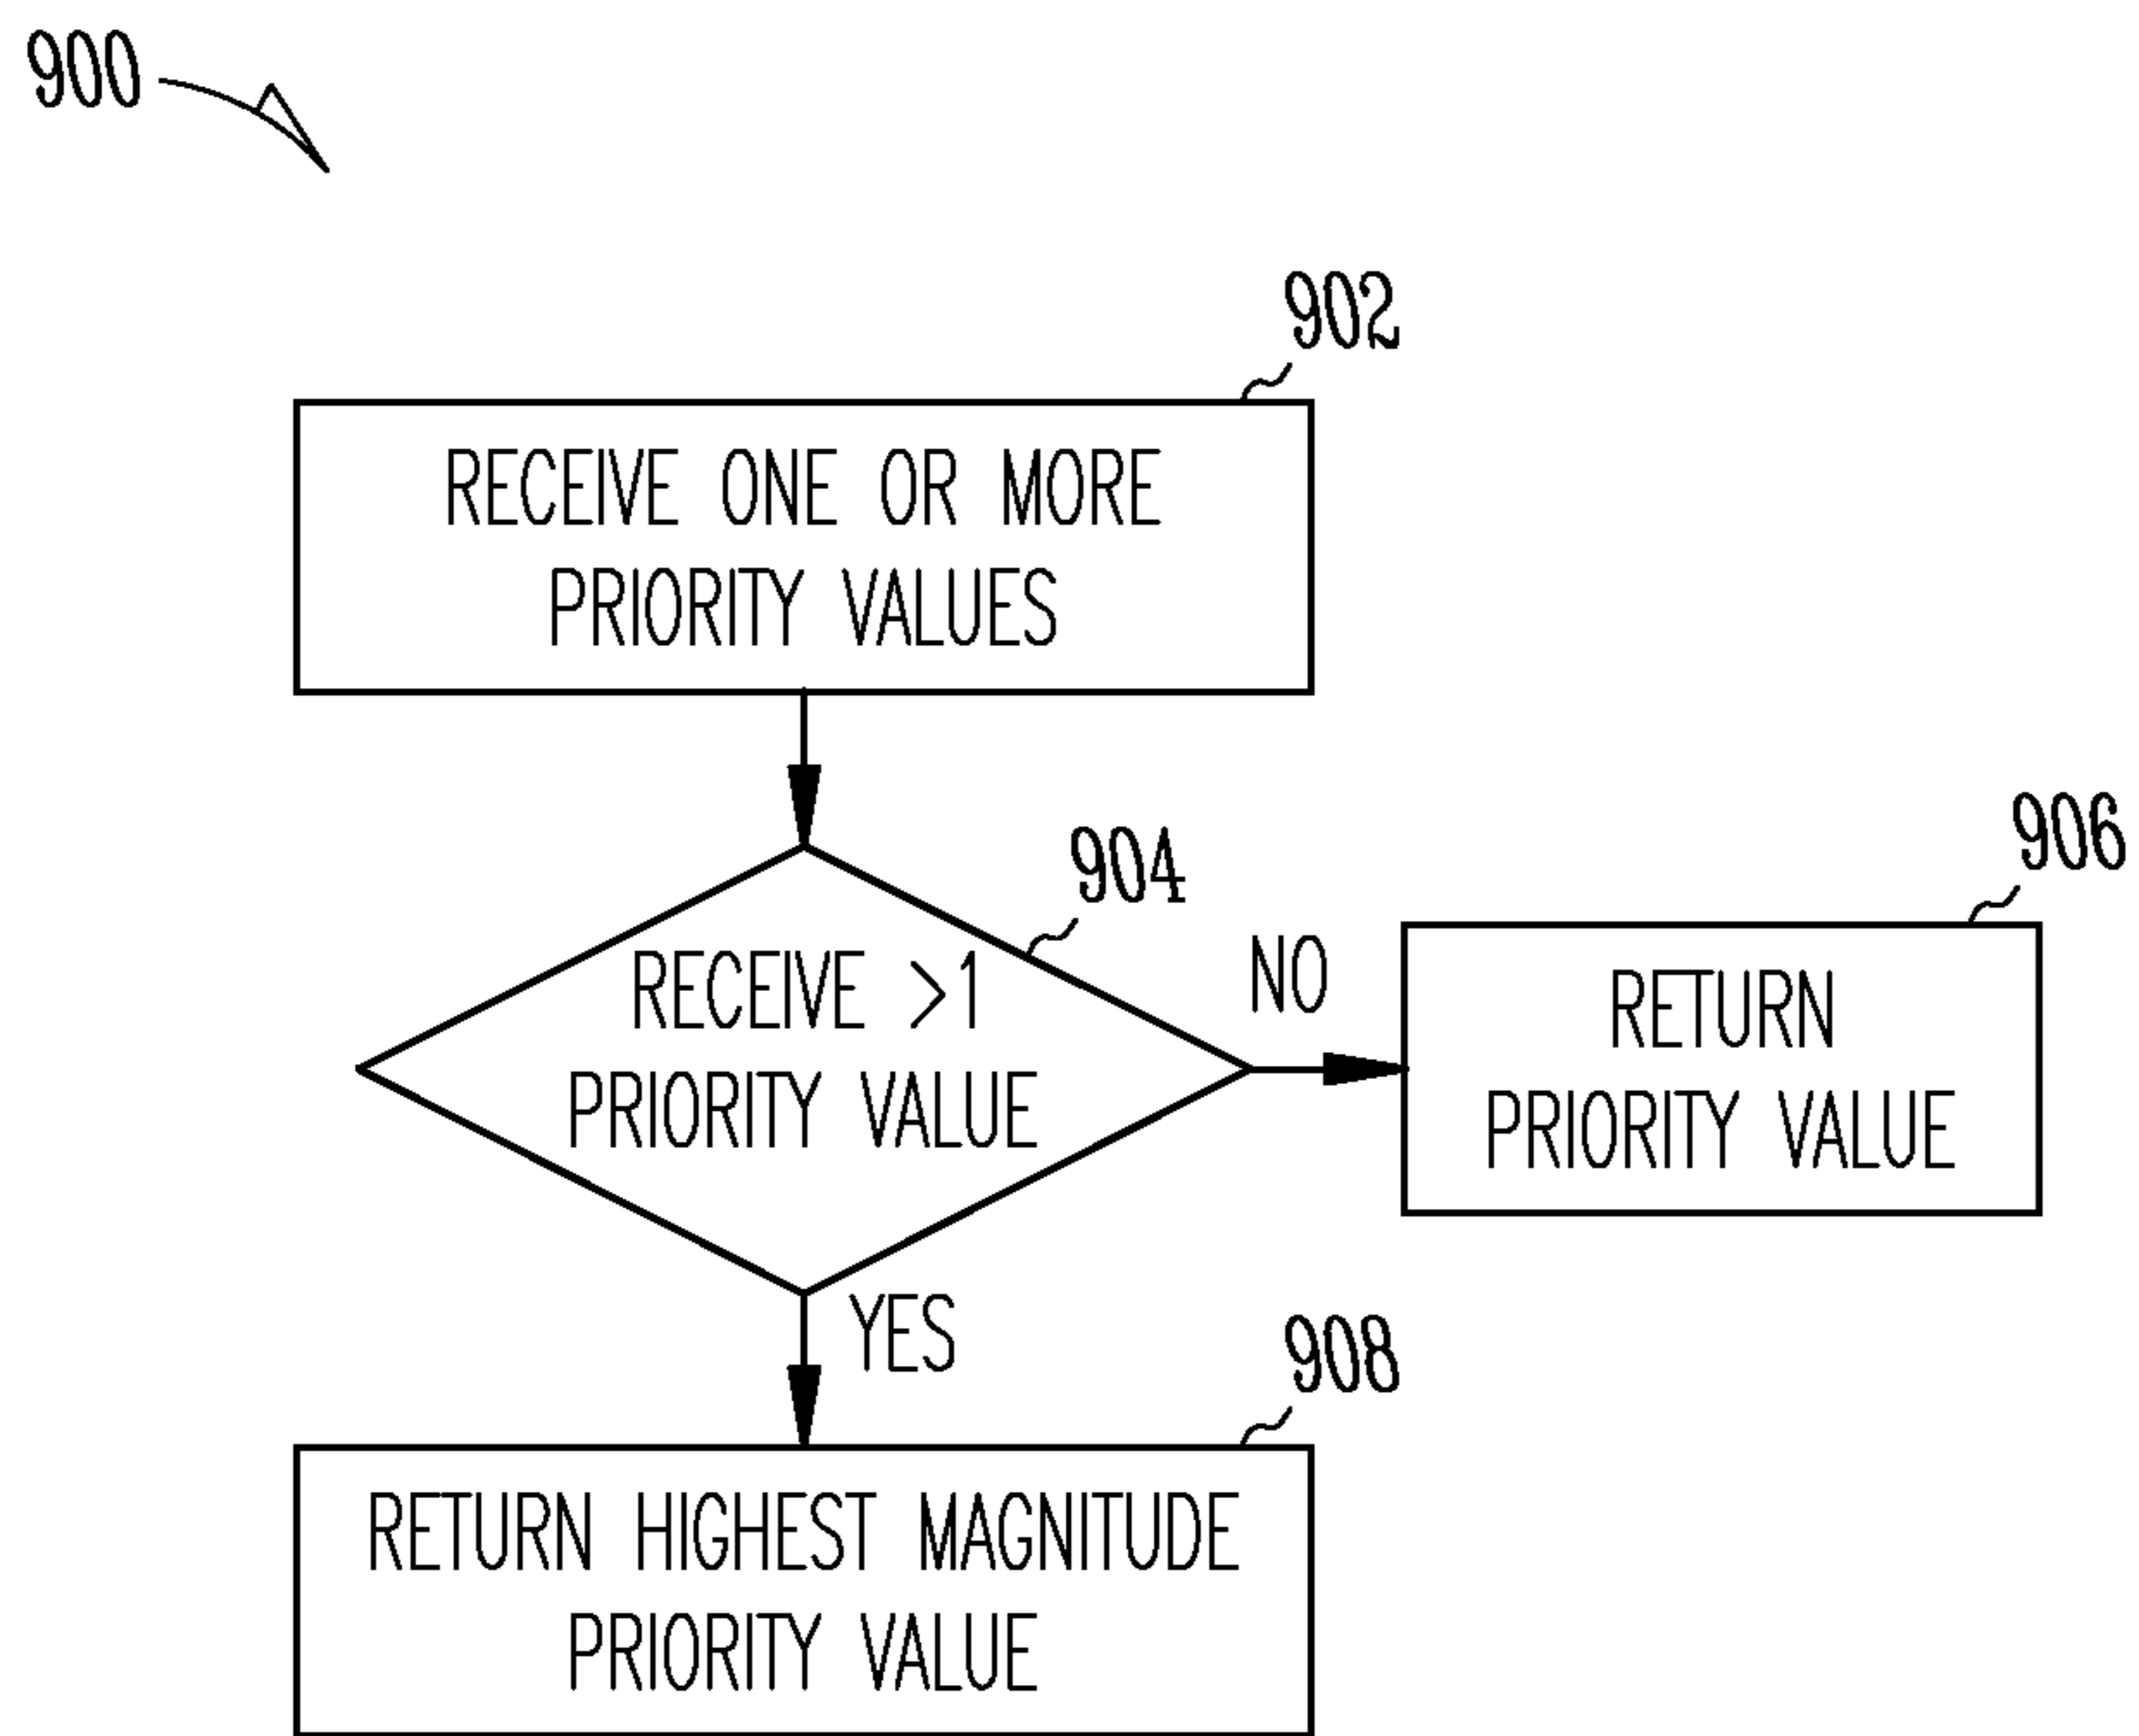 900
902
RECEIVE ONE OR MORE
PRIORITY VALUES
904
RECEIVE >1
PRIORITY VALUE
NO
906
RETURN
PRIORITY VALUE
YES
908
RETURN HIGHEST MAGNITUDE
PRIORITY VALUE